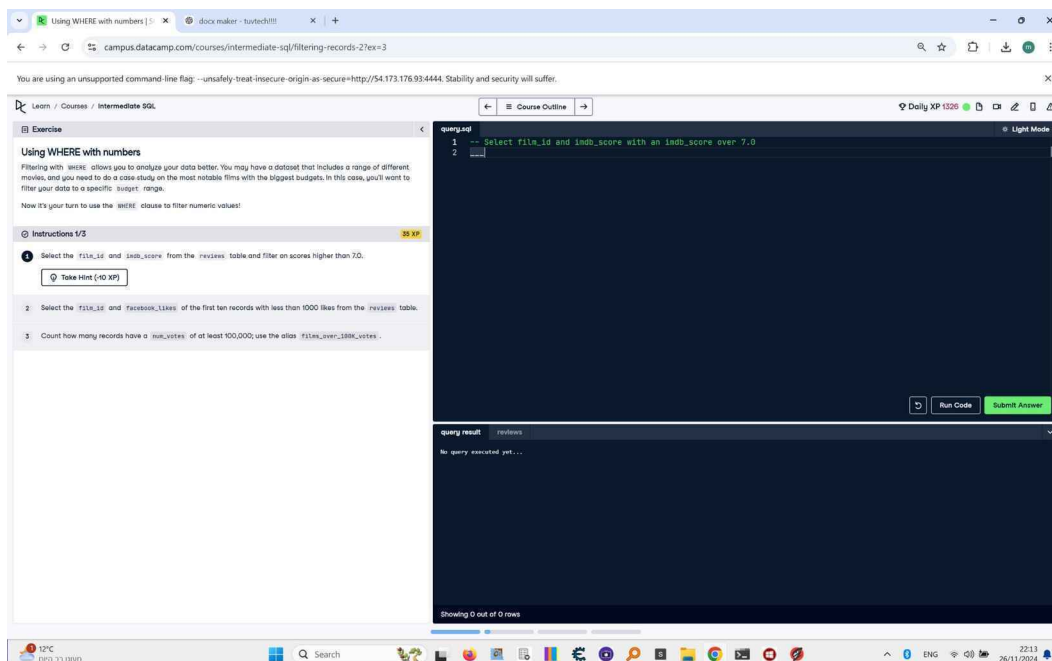 Using WHERE with numbers | S
docx maker - tuvtech!!!!
campus.datacamp.com/courses/intermediate-sql/filtering-records-2?ex=3
m
You are using an unsupported command-line flag: --unsafely-treat-insecure-origin-as-secure=http://54.173.176.93:4444. Stability and security will suffer.
Learn / Courses / Intermediate SQL
Course Outline
Daily XP 1326
Exercise
Using WHERE with numbers
Filtering with WHERE allows you to analyze your data better. You may have a dataset that includes a range of different
movies, and you need to do a case study on the most notable films with the biggest budgets. In this case, you'll want to
filter your data to a specific budget range.
Now it's your turn to use the WHERE clause to filter numeric values!
Instructions 1/3
35 XP
1 Select the film_id and imdb_score from the reviews table and filter on scores higher than 7.0.
Take Hint (-10 XP)
2 Select the film_id and facebook_likes of the first ten records with less than 1000 likes from the reviews table.
3 Count how many records have a num_votes of at least 100,000; use the alias films_over_100K_votes .
query.sql
Light Mode
1 -- Select film_id and imdb_score with an imdb_score over 7.0
2 ___
Run Code
Submit Answer
query result reviews
No query executed yet...
Showing 0 out of 0 rows
1
12°C
Search
ENG
22:13
26/11/2024